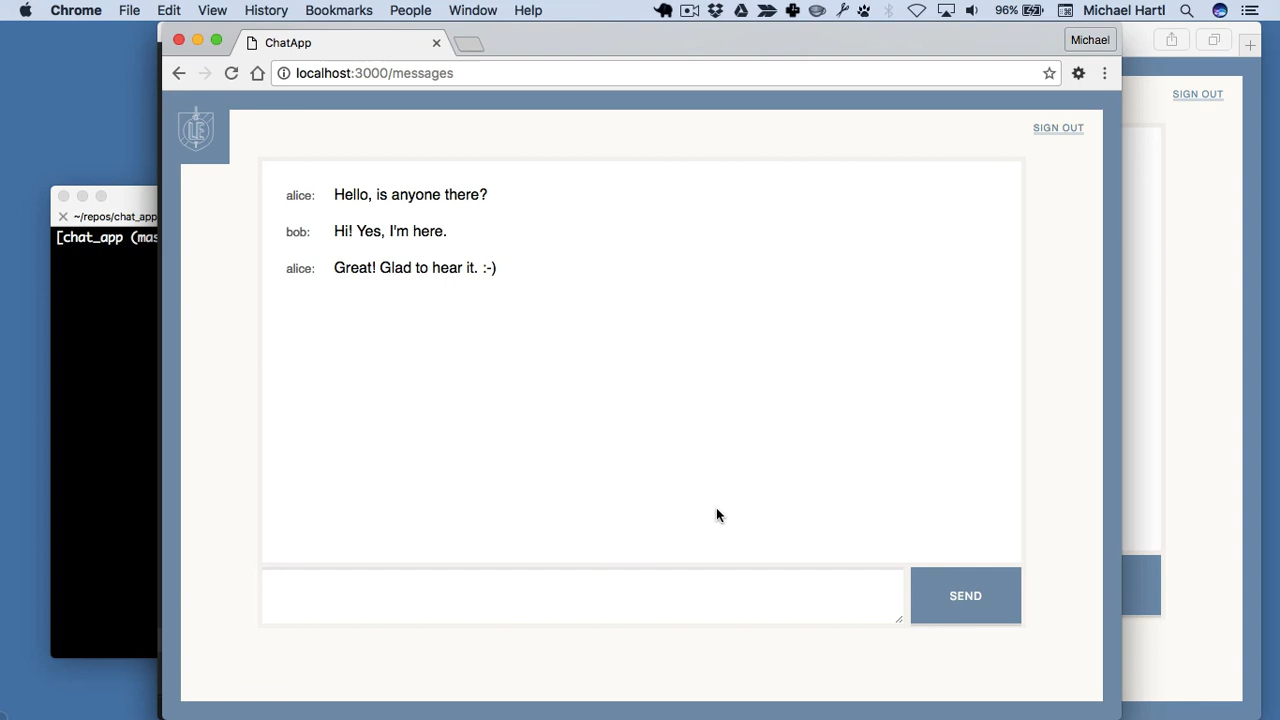 Chrome File Edit View History Bookmarks People Window Help 96% Michael Hartl
ChatApp Michael
localhost:3000/messages
SIGN OUT
SIGN OUT
LE
T
alice: Hello, is anyone there?
~/repos/chat_app
bob: Hi! Yes, I'm here.
[chat_app (mas
alice: Great! Glad to hear it. :-)
SEND